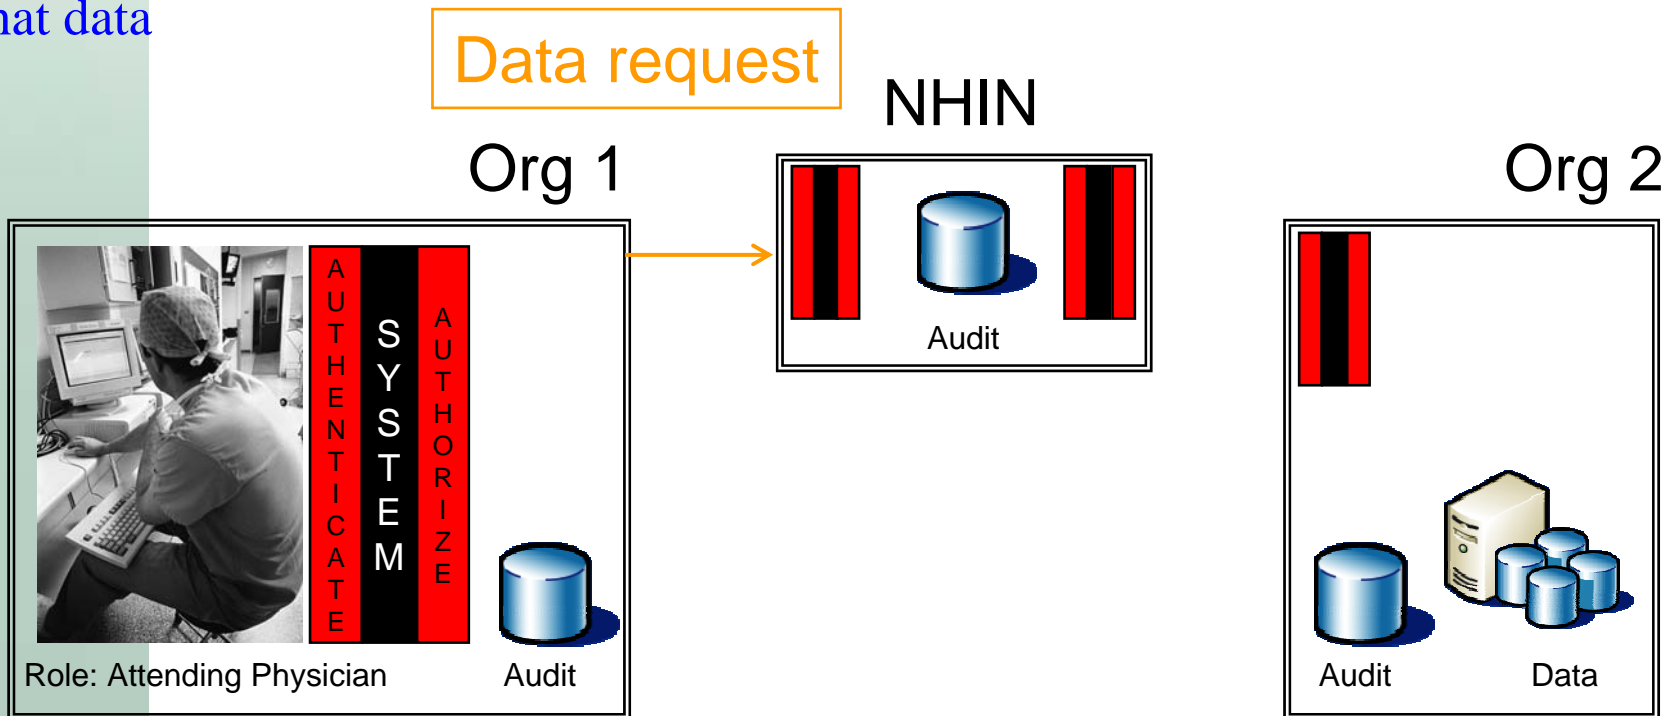 hat data
Data request
NHIN
Org 1
Org 2
AUTHENTICATE
SYSTEM
AUTHORIZE
Audit
Role: Attending Physician
Audit
Audit
Data